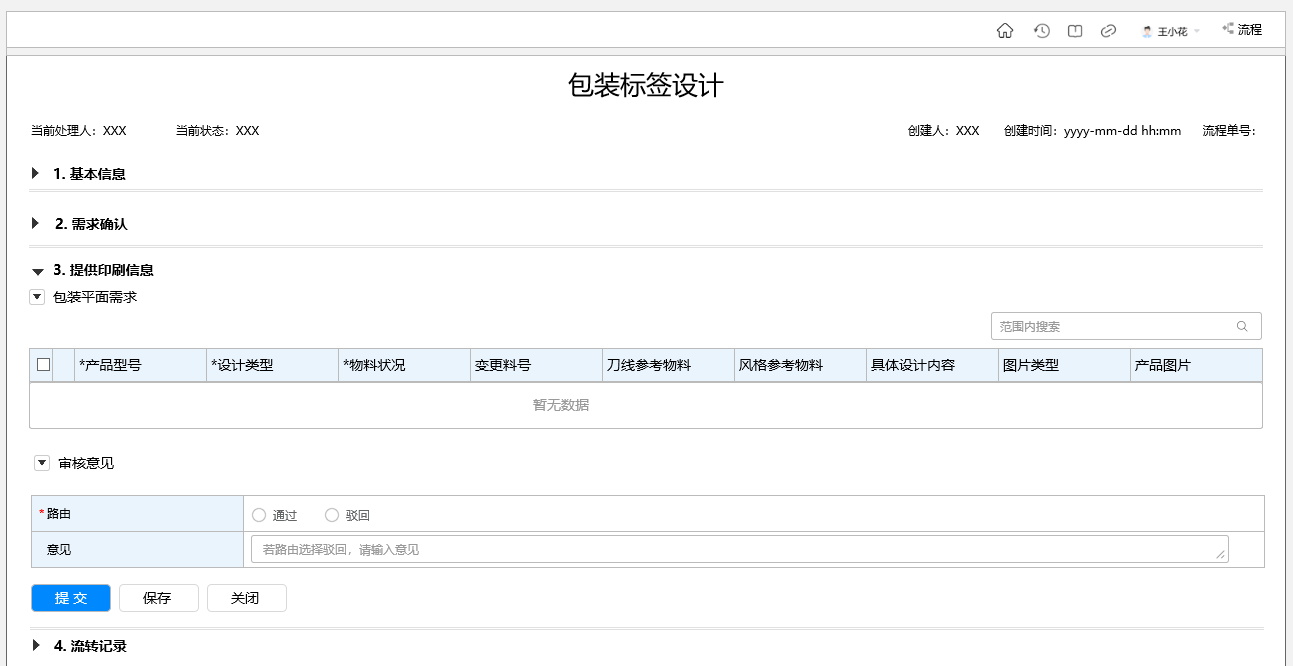 王小花 流程
包装标签设计
当前处理人：XXX 当前状态：XXX 创建人：XXX 创建时间：yyyy-mm-dd hh:mm 流程单号：
1. 基本信息
2. 需求确认
3. 提供印刷信息
包装平面需求
范围内搜索
*产品型号 *设计类型 *物料状况 变更料号 刀线参考物料 风格参考物料 具体设计内容 图片类型 产品图片
暂无数据
审核意见
*路由 通过 驳回
意见 若路由选择驳回，请输入意见
提 交 保存 关闭
4. 流转记录